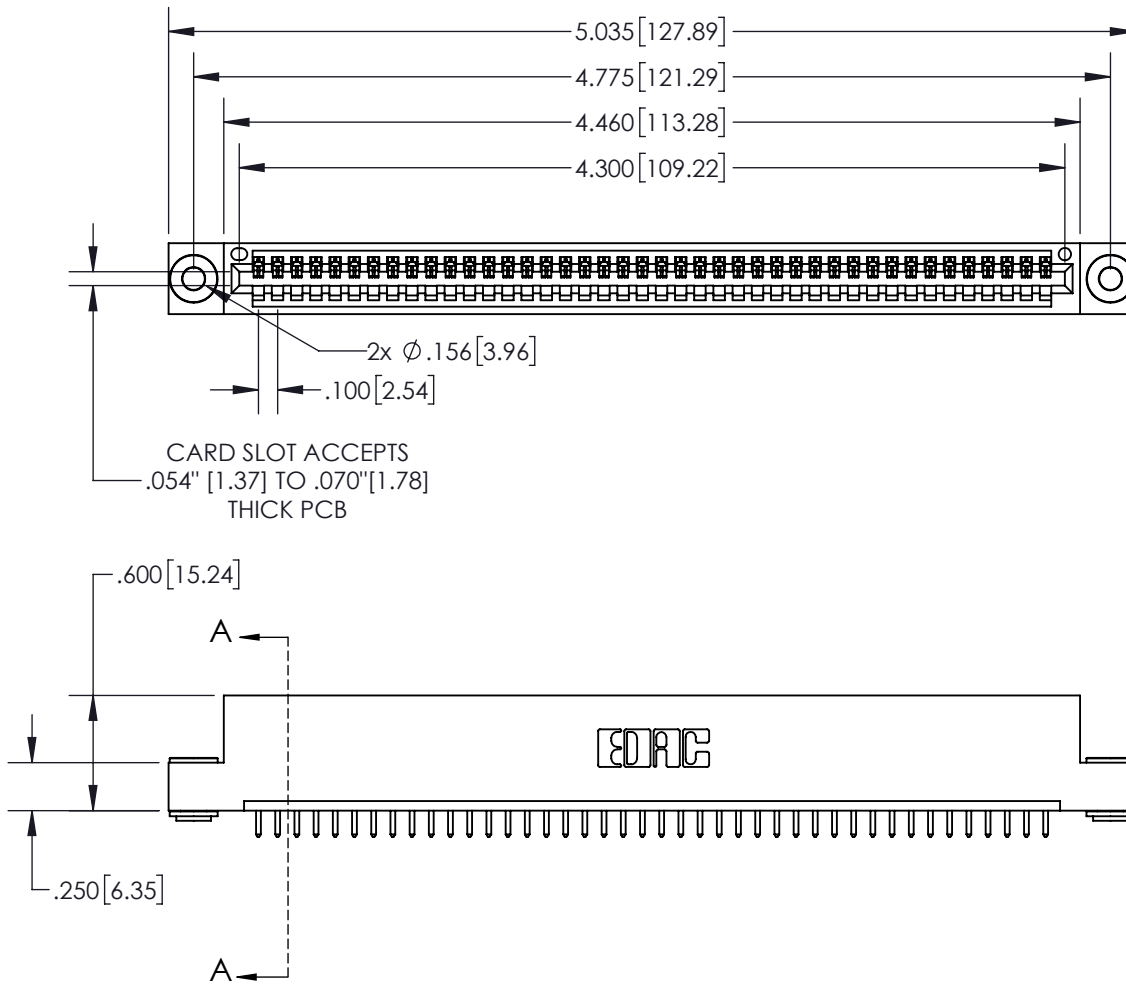 5.035[127.89]
4.775[121.29]
4.460[113.28]
4.300[109.22]
2x Ø.156[3.96]
.100[2.54]
CARD SLOT ACCEPTS
.054" [1.37] TO .070"[1.78]
THICK PCB
.600[15.24]
A
EDAC
.250[6.35]
A